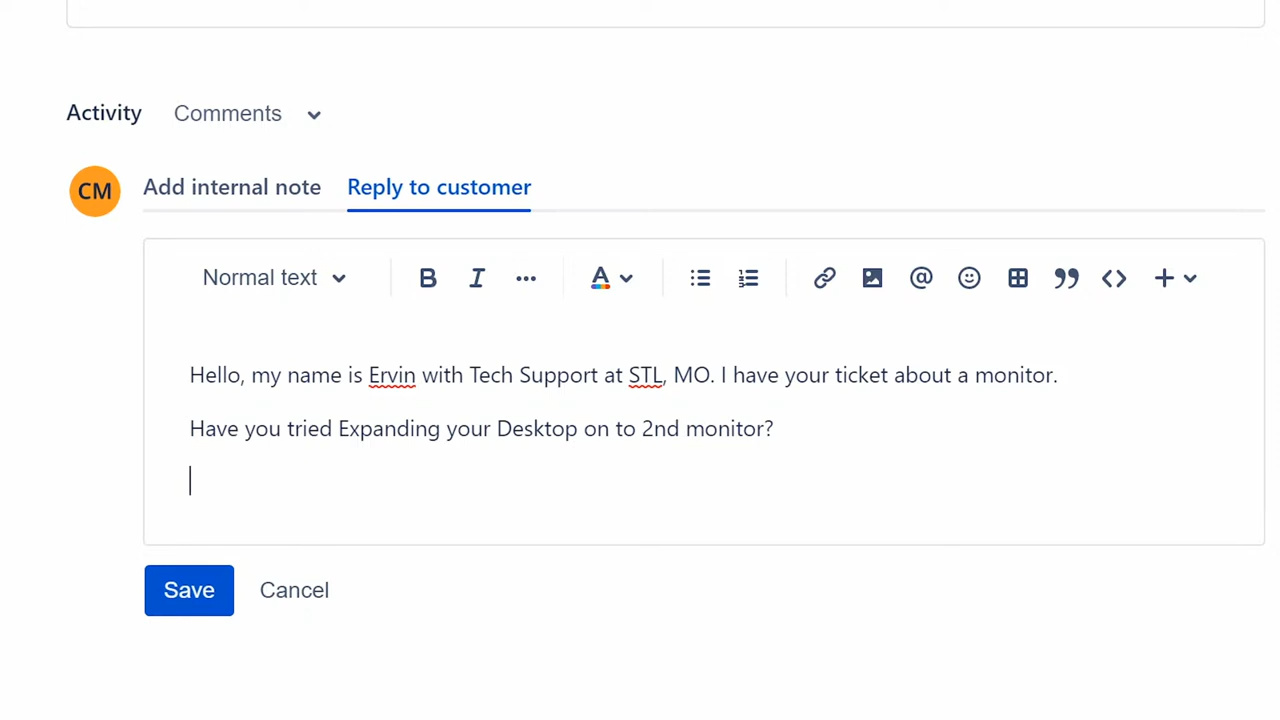 Activity Comments
CM Add internal note Reply to customer
Normal text B I ... A @
Hello, my name is Ervin with Tech Support at STL, MO. I have your ticket about a monitor.
Have you tried Expanding your Desktop on to 2nd monitor?
Save Cancel